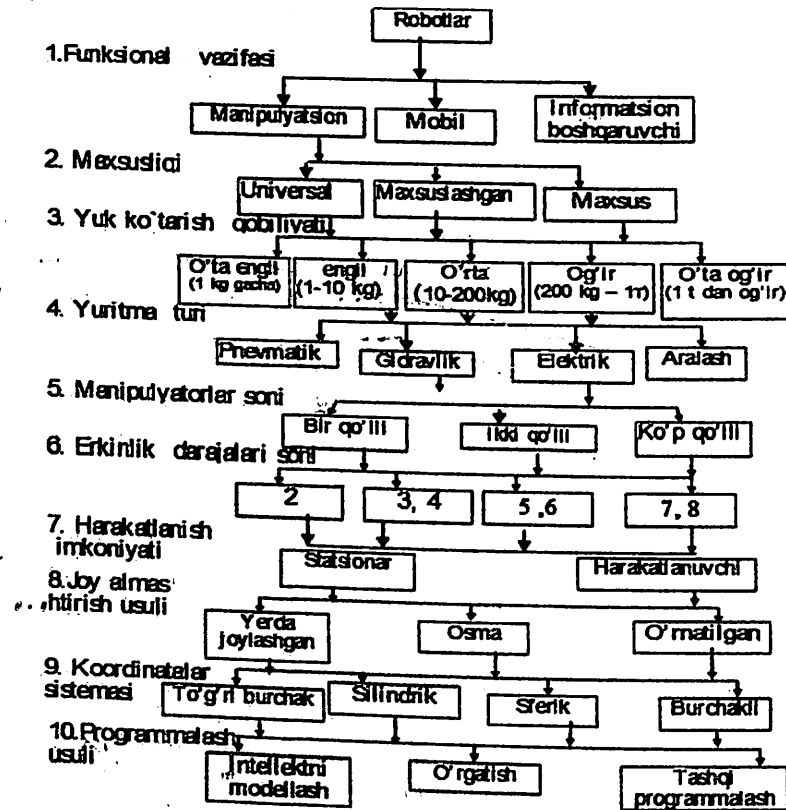 Robotlar
1.Funksional vazifasi
Manipulyatsion
Mobil
Informatsion
boshqaruvchi
2. Maxsusligi
Universal
Maxsuslashgan
Maxsus
3. Yuk ko`tarish qobiliyati
O'ta engil
(1 kg gacha)
engil
(1-10 kg)
O'rta
(10-200kg)
Og'ir
(200 kg – 1т)
O'ta og'ir
(1 t dan og'ir)
4. Yuritma turi
Pnevmatik
Gidravlik
Elektrik
Aralash
5. Manipulyatorlar soni
Bir qo'lli
Ikki qo'lli
Ko'p qo'lli
6. Erkinlik darajalari soni
2
3, 4
5 ,6
7, 8
7. Harakatlanish
imkoniyati
Statsionar
Harakatlanuvchi
8.Joy almas
htirish usuli
Yerda
joylashgan
Osma
O'rnatilgan
9. Koordinatalar
sistemasi
To'g'ri burchak
Silindrik
Sferik
Burchakli
10.Programmalash
usuli
Intellektni
modellash
O'rgatish
Tashqi
programmalash